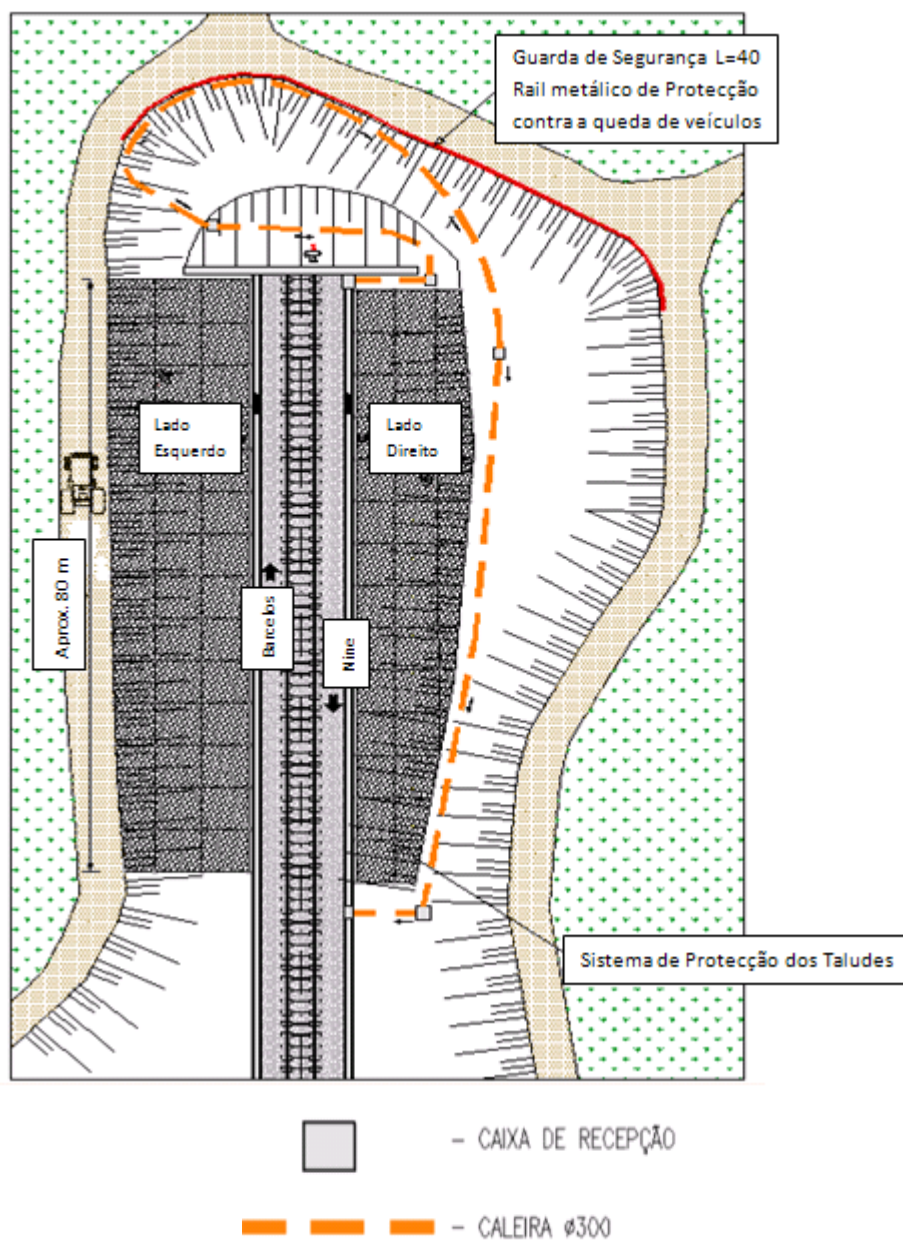 Guarda de Segurança L=40
Rail metálico de Protecção
contra a queda de veículos
Lado
Esquerdo
Lado
Direito
Aprox. 80 m
Barcelos
Nine
Sistema de Protecção dos Taludes
- CAIXA DE RECEPÇÃO
- CALEIRA ø300